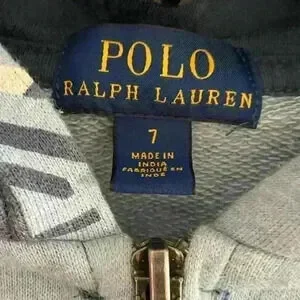 POLO
RALPH LAUREN
7
MADE IN
INDIA
FABRIQUÉ EN
INDE